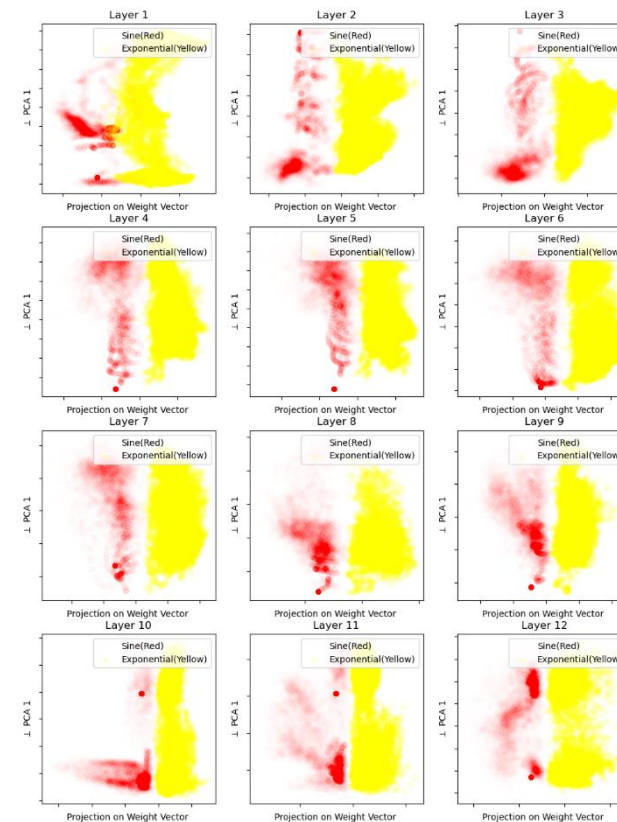 Layer 1
Sine(Red)
Exponential(Yellow)
⊥ PCA 1
Projection on Weight Vector
Layer 2
Sine(Red)
Exponential(Yellow)
⊥ PCA 1
Projection on Weight Vector
Layer 3
Sine(Red)
Exponential(Yellow)
⊥ PCA 1
Projection on Weight Vector
Layer 4
Sine(Red)
Exponential(Yellow)
⊥ PCA 1
Projection on Weight Vector
Layer 5
Sine(Red)
Exponential(Yellow)
⊥ PCA 1
Projection on Weight Vector
Layer 6
Sine(Red)
Exponential(Yellow)
⊥ PCA 1
Projection on Weight Vector
Layer 7
Sine(Red)
Exponential(Yellow)
⊥ PCA 1
Projection on Weight Vector
Layer 8
Sine(Red)
Exponential(Yellow)
⊥ PCA 1
Projection on Weight Vector
Layer 9
Sine(Red)
Exponential(Yellow)
⊥ PCA 1
Projection on Weight Vector
Layer 10
Sine(Red)
Exponential(Yellow)
⊥ PCA 1
Projection on Weight Vector
Layer 11
Sine(Red)
Exponential(Yellow)
⊥ PCA 1
Projection on Weight Vector
Layer 12
Sine(Red)
Exponential(Yellow)
⊥ PCA 1
Projection on Weight Vector